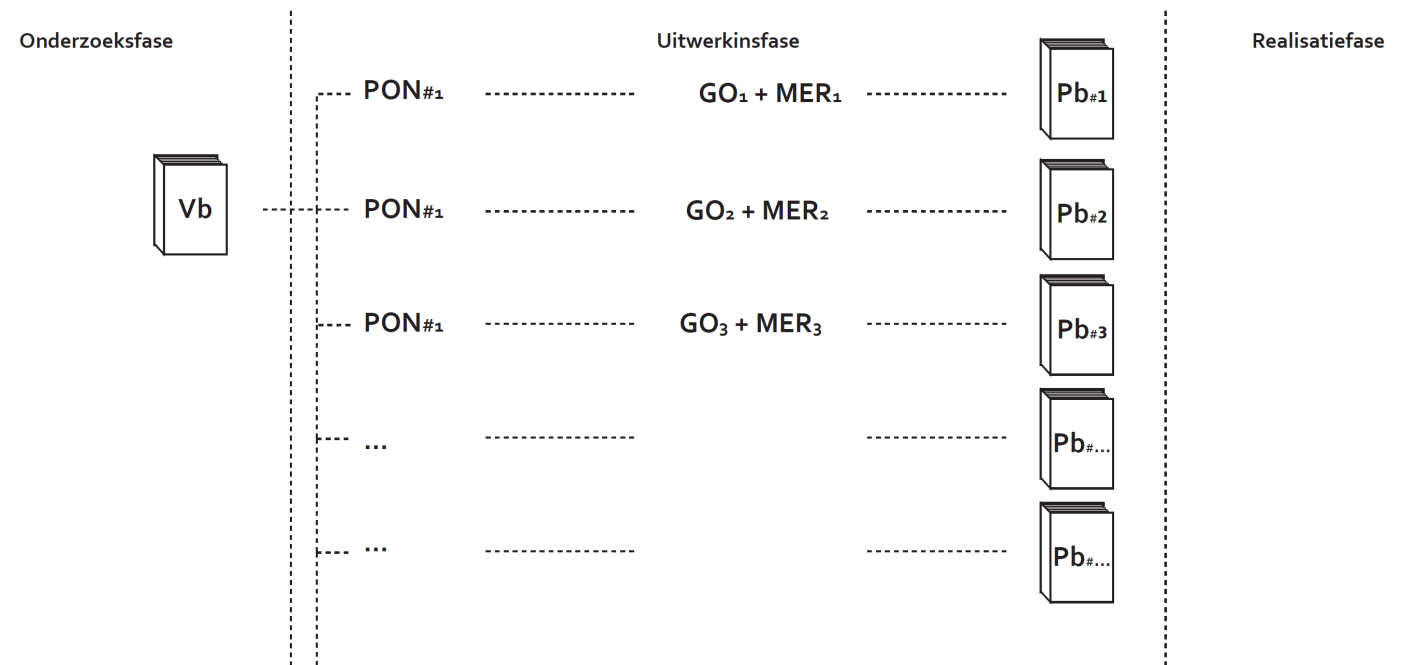 Onderzoeksfase
Uitwerkinsfase
Realisatiefase
PON#1
GO1 + MER1
Pb#1
Vb
PON#1
GO2 + MER2
Pb#2
PON#1
GO3 + MER3
Pb#3
...
Pb#...
...
Pb#...